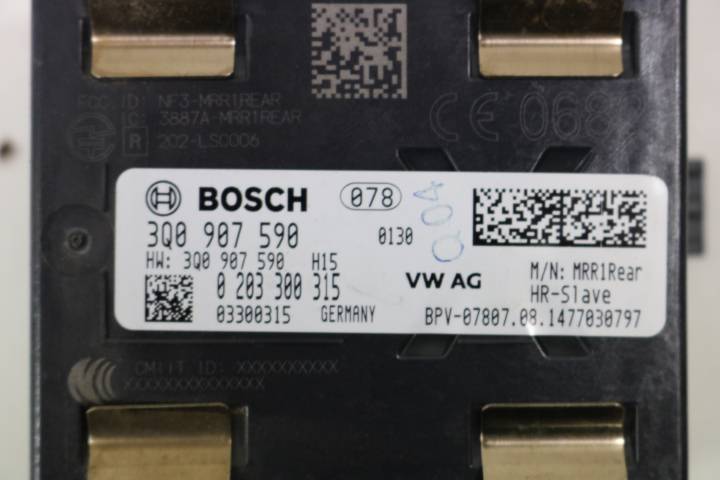 FCC ID: NF3-MRR1REAR
IC: 3887A-MRR1REAR
R 202-LSC006
CE 0682
BOSCH 078
3Q0 907 590 0130
HW: 3Q0 907 590 H15
0 203 300 315
03300315 GERMANY
VW AG
M/N: MRR1Rear
HR-Slave
BPV-07807.08.1477030797
Q04
CMIIT ID: XXXXXXXXXX
XXXXXXXXXXXXXX